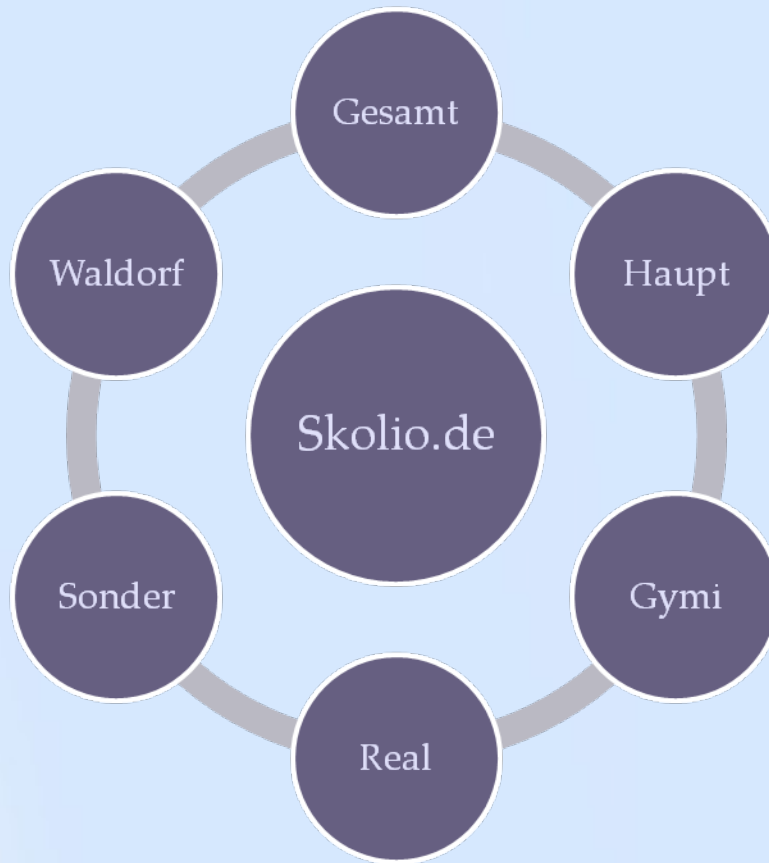 Gesamt
Waldorf
Haupt
Skolio.de
Sonder
Gymi
Real